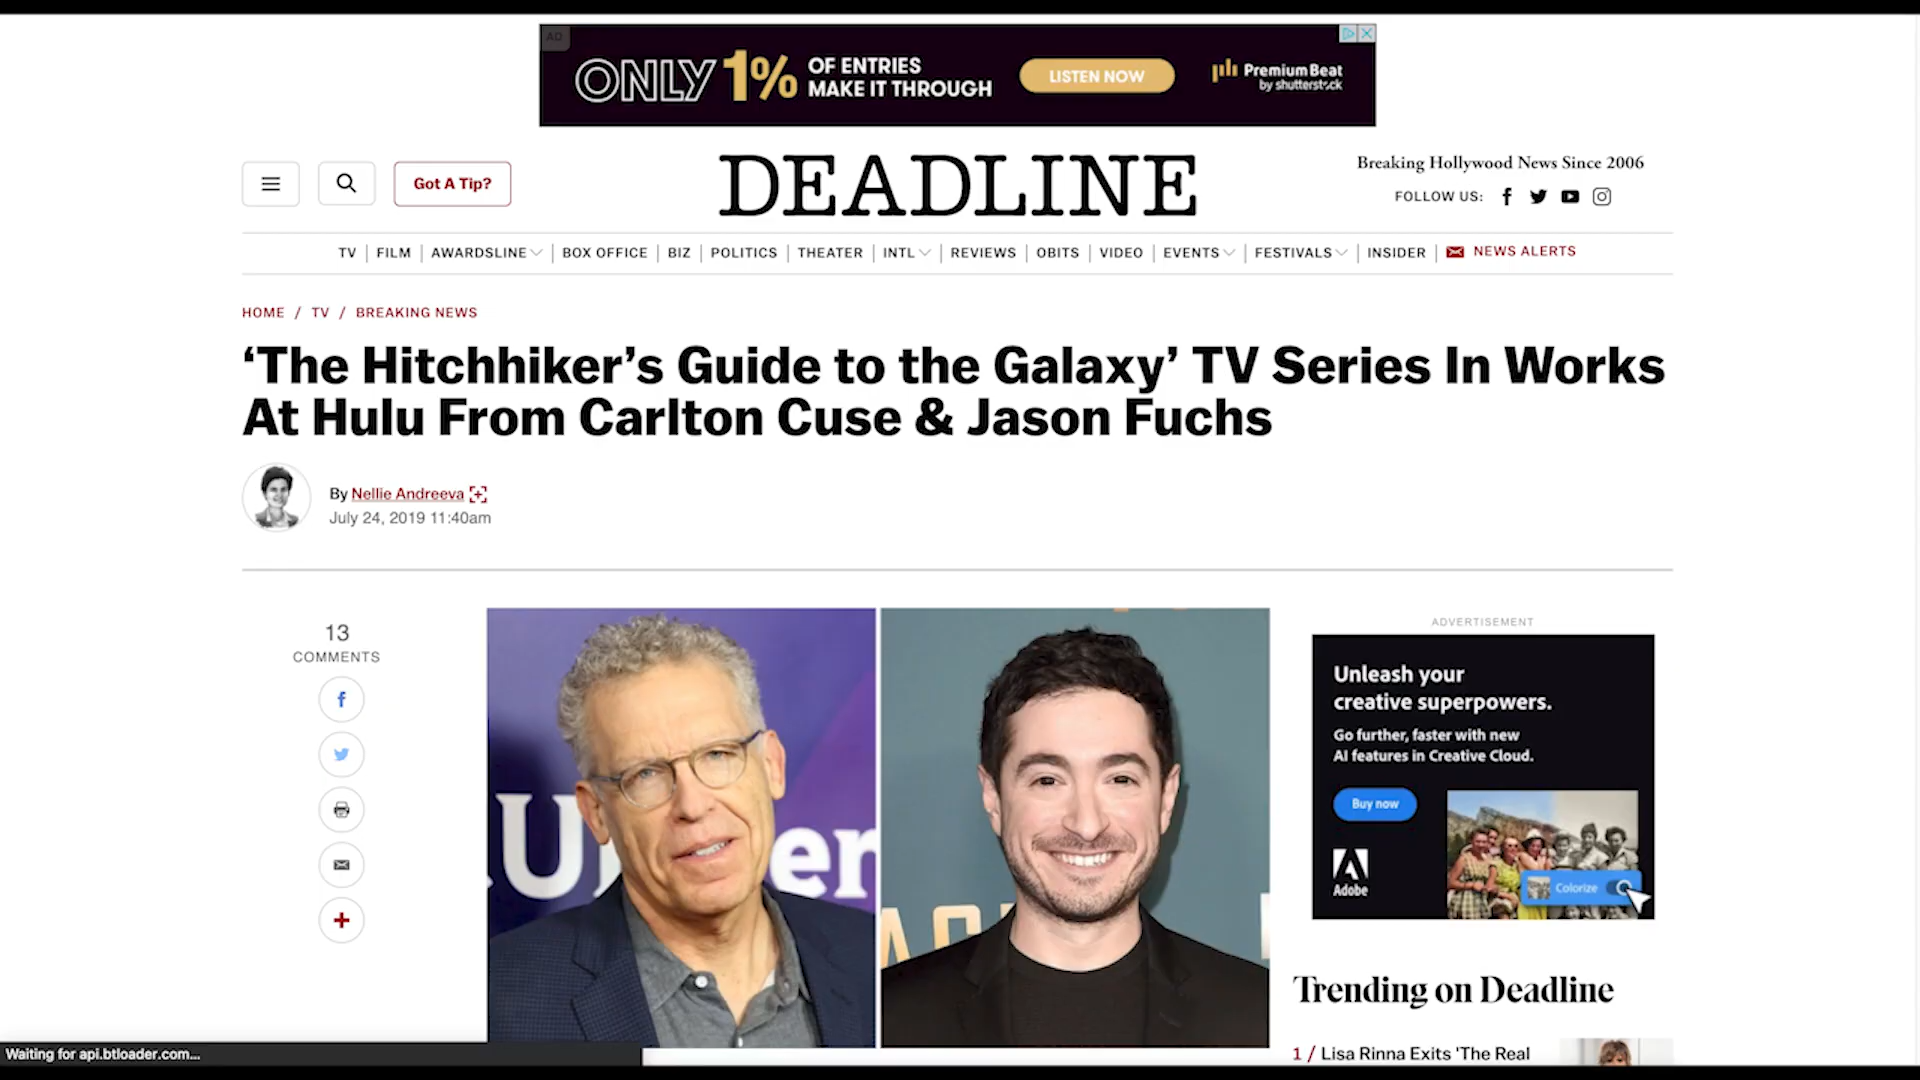 AD
ONLY 1% OF ENTRIES
MAKE IT THROUGH
LISTEN NOW
PremiumBeat
by shutterstock
Got A Tip?
DEADLINE
Breaking Hollywood News Since 2006
FOLLOW US:
TV | FILM | AWARDSLINE | BOX OFFICE | BIZ | POLITICS | THEATER | INTL | REVIEWS | OBITS | VIDEO | EVENTS | FESTIVALS | INSIDER | NEWS ALERTS
HOME / TV / BREAKING NEWS
‘The Hitchhiker’s Guide to the Galaxy’ TV Series In Works
At Hulu From Carlton Cuse & Jason Fuchs
By Nellie Andreeva
July 24, 2019 11:40am
13
COMMENTS
ADVERTISEMENT
Unleash your
creative superpowers.
Go further, faster with new
AI features in Creative Cloud.
Buy now
Adobe
Colorize
Trending on Deadline
1 / Lisa Rinna Exits 'The Real
Waiting for api.btloader.com...